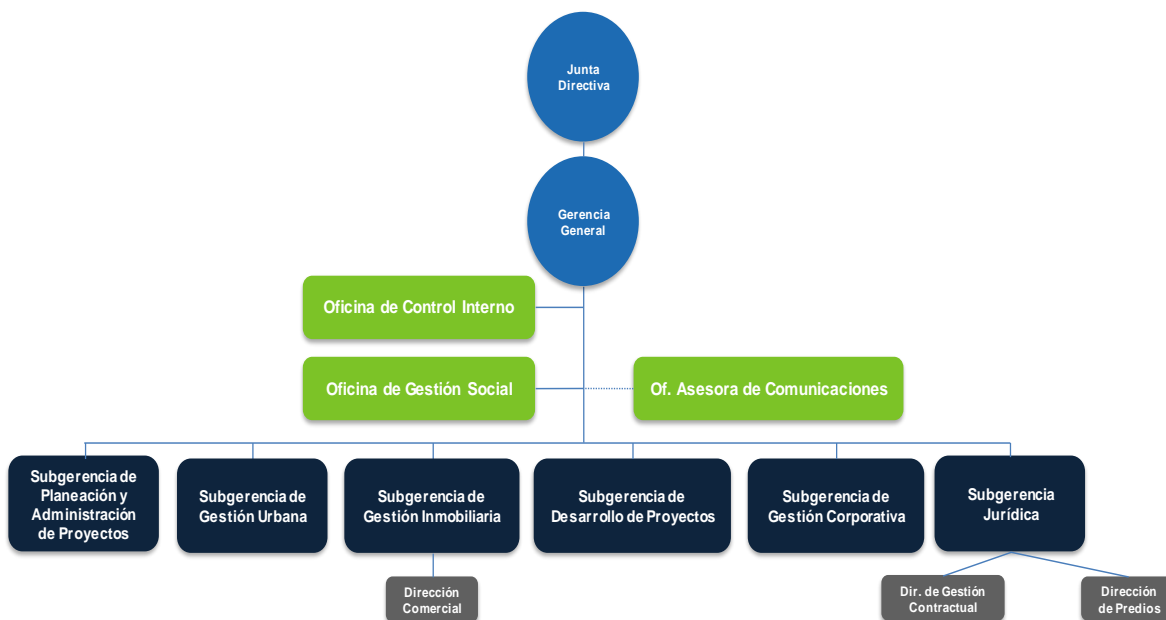 Junta
Directiva
Gerencia
General
Oficina de Control Interno
Oficina de Gestión Social
Of. Asesora de Comunicaciones
Subgerencia de
Planeación y
Administración
de Proyectos
Subgerencia de
Gestión Urbana
Subgerencia de
Gestión Inmobiliaria
Subgerencia de
Desarrollo de Proyectos
Subgerencia de
Gestión Corporativa
Subgerencia
Jurídica
Dirección
Comercial
Dir. de Gestión
Contractual
Dirección
de Predios